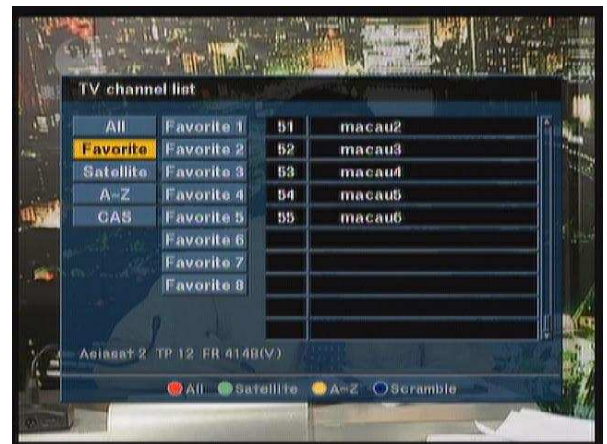 TV channel list
All Favorite 1 51 macau2
Favorite Favorite 2 52 macau3
Satellite Favorite 3 53 macau4
A~Z Favorite 4 54 macau5
CAS Favorite 5 55 macau6
Favorite 6
Favorite 7
Favorite 8
Asiasat 2 TP 12 FR 4148(V)
All Satellite A~Z Scramble